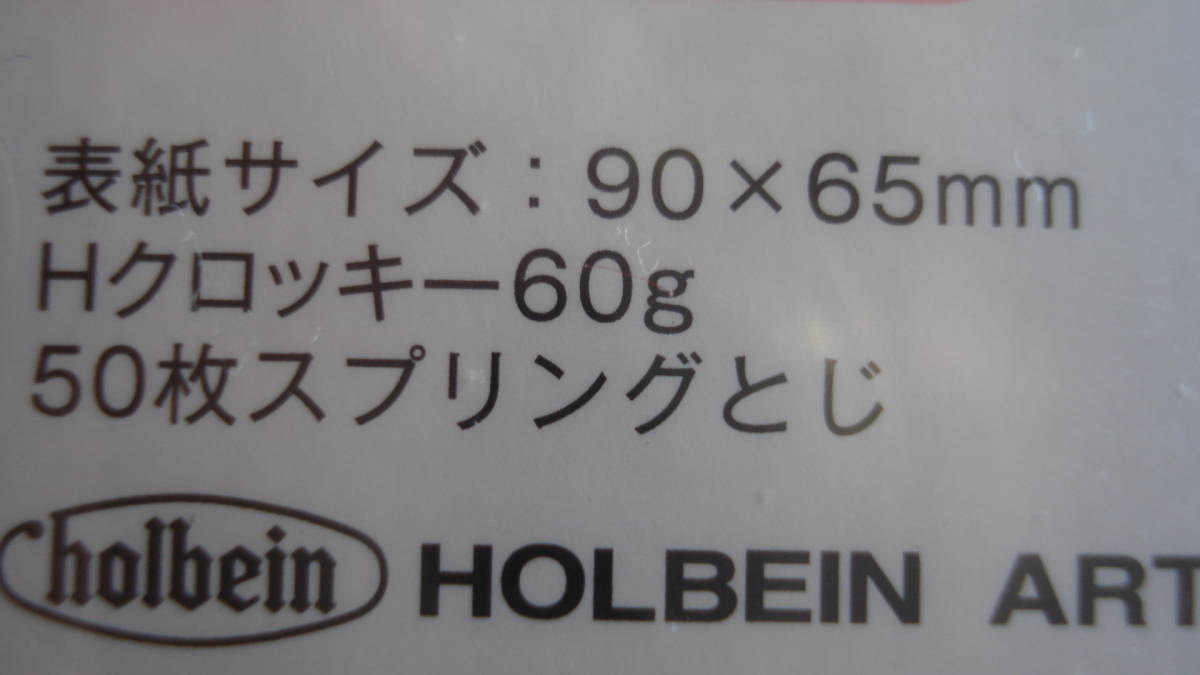 表紙サイズ：90×65mm
Hクロッキー60g
50枚スプリングとじ
holbein HOLBEIN ART